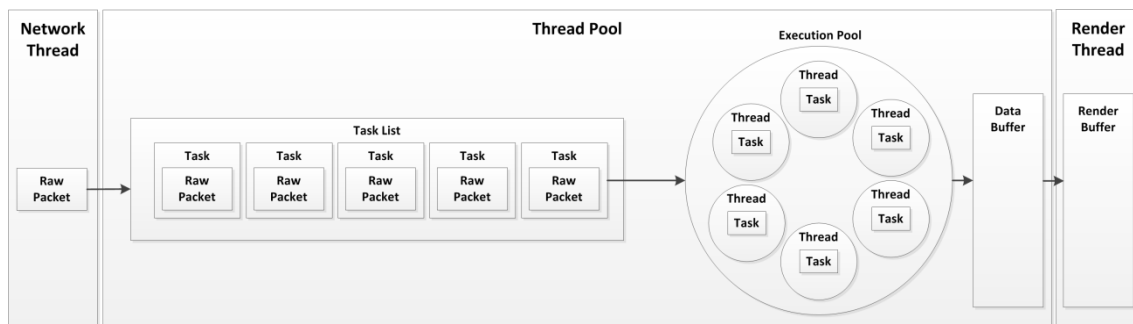 Network
Thread
Raw
Packet
Thread Pool
Task List
Task
Raw
Packet
Task
Raw
Packet
Task
Raw
Packet
Task
Raw
Packet
Task
Raw
Packet
Execution Pool
Thread
Task
Thread
Task
Thread
Task
Thread
Task
Thread
Task
Thread
Task
Data
Buffer
Render
Thread
Render
Buffer